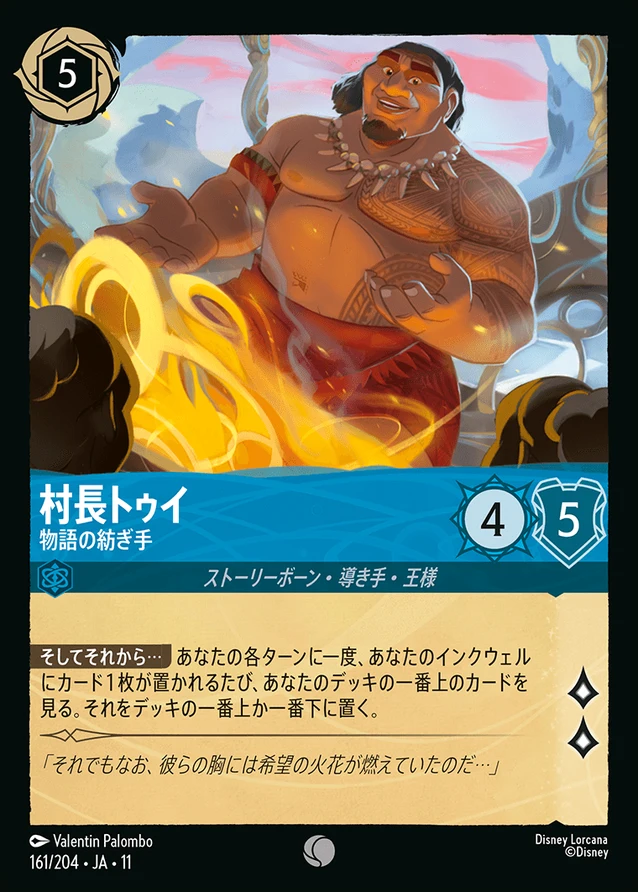 5
村長トゥイ
物語の紡ぎ手
4
5
ストーリーボーン・導き手・王様
そしてそれから… あなたの各ターンに一度、あなたのインクウェル
にカード1枚が置かれるたび、あなたのデッキの一番上のカードを
見る。それをデッキの一番上か一番下に置く。
「それでもなお、彼らの胸には希望の火花が燃えていたのだ…」
Valentin Palombo
161/204 • JA • 11
Disney Lorcana
©Disney